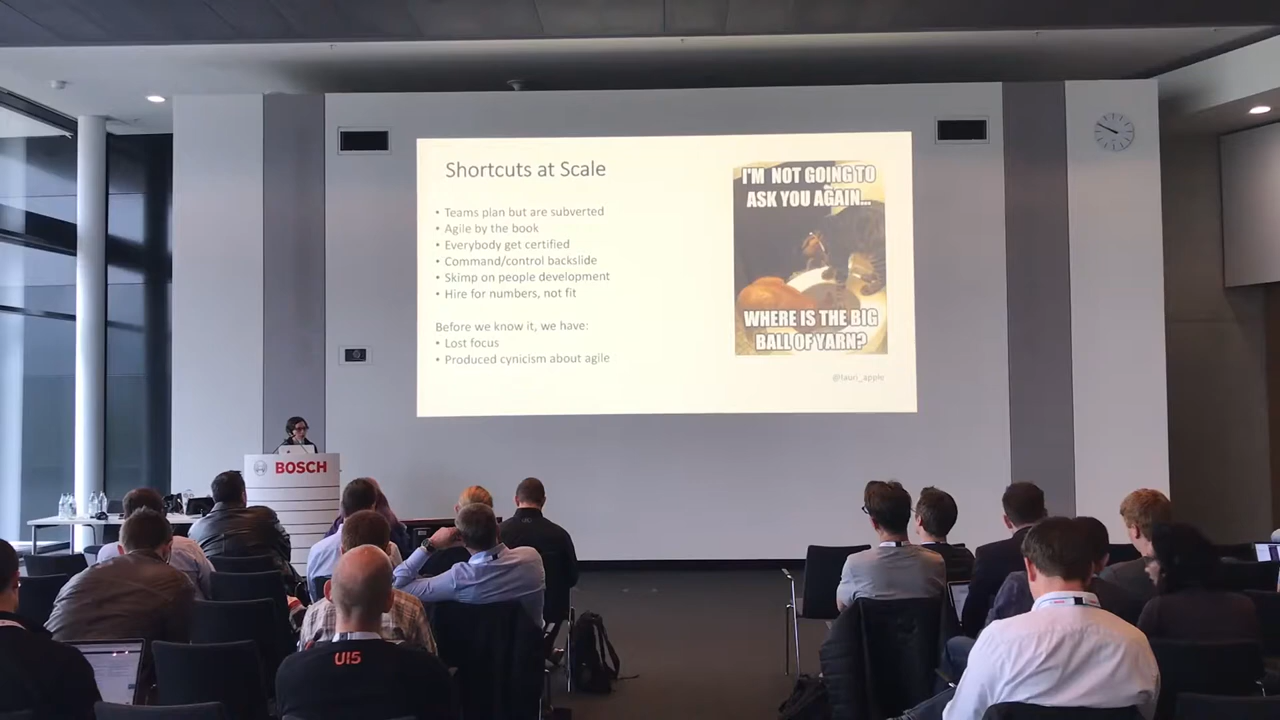 Shortcuts at Scale
• Teams plan but are subverted
• Agile by the book
• Everybody get certified
• Command/control backslide
• Skimp on people development
• Hire for numbers, not fit
Before we know it, we have:
• Lost focus
• Produced cynicism about agile
I'M NOT GOING TO
ASK YOU AGAIN...
WHERE IS THE BIG
BALL OF YARN?
@lauri_apple
BOSCH
UI5